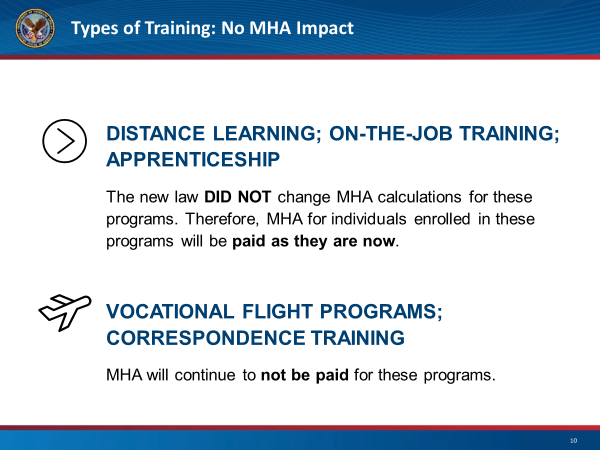 Types of Training: No MHA Impact
DISTANCE LEARNING; ON-THE-JOB TRAINING;
APPRENTICESHIP
The new law DID NOT change MHA calculations for these
programs. Therefore, MHA for individuals enrolled in these
programs will be paid as they are now.
VOCATIONAL FLIGHT PROGRAMS;
CORRESPONDENCE TRAINING
MHA will continue to not be paid for these programs.
10